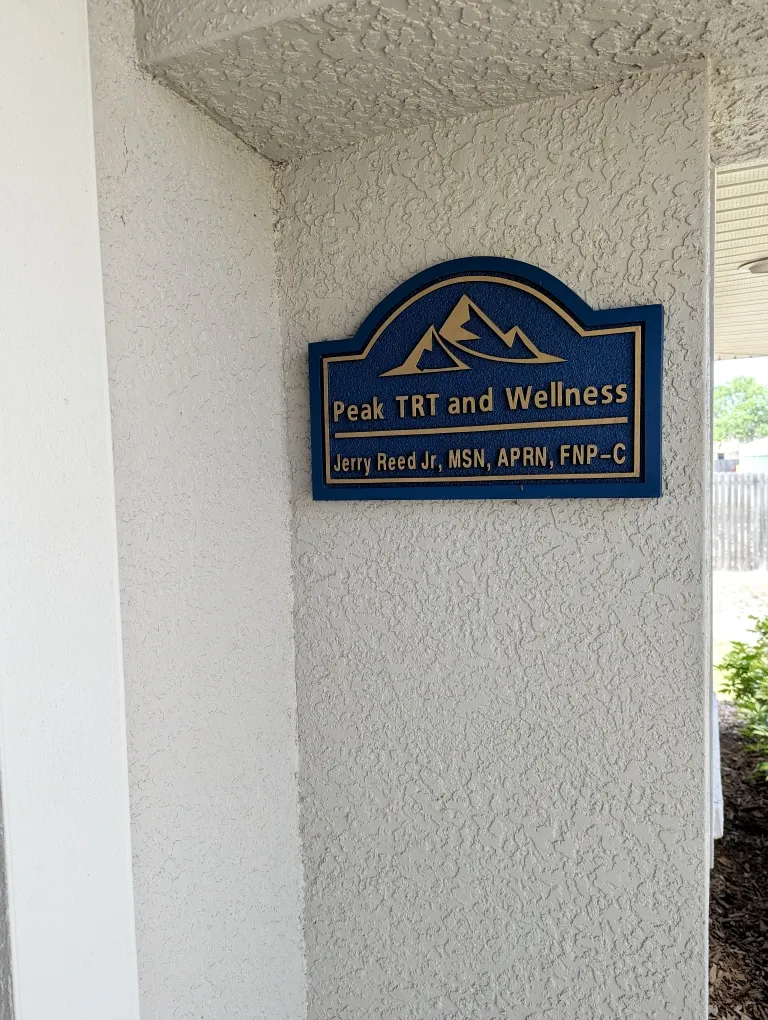 Peak TRT and Wellness
Jerry Reed Jr, MSN, APRN, FNP-C